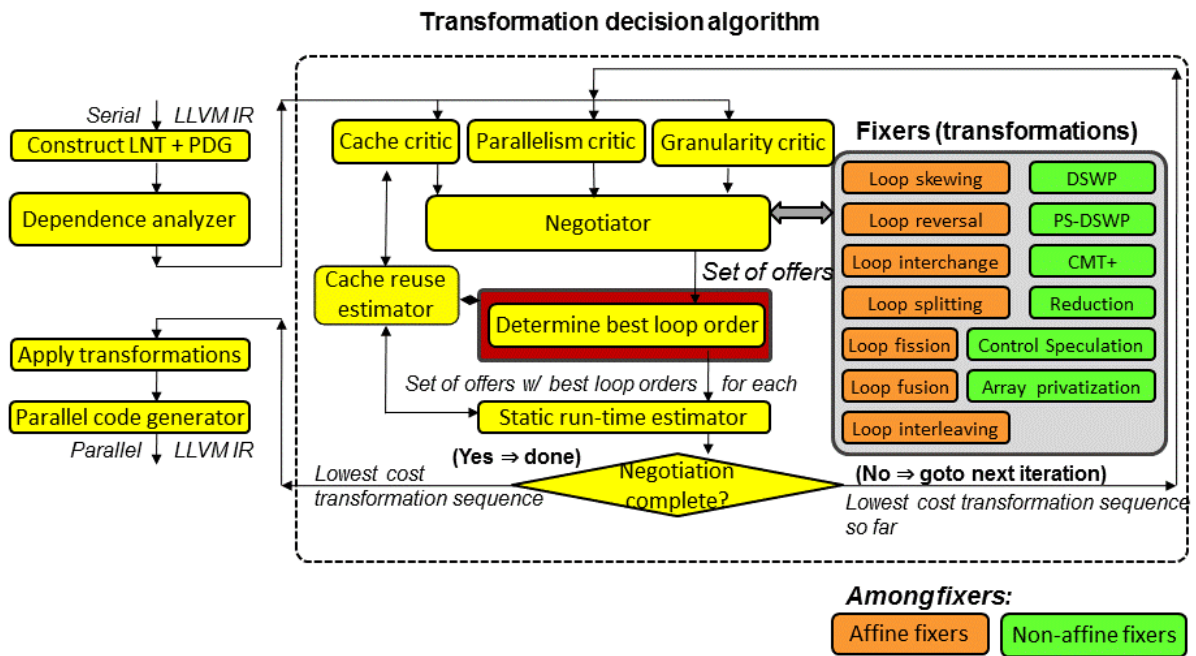 Transformation decision algorithm
Serial LLVM IR
Construct LNT + PDG
Dependence analyzer
Apply transformations
Parallel code generator
Parallel LLVM IR
Cache critic
Parallelism critic
Granularity critic
Negotiator
Set of offers
Cache reuse
estimator
Determine best loop order
Set of offers w/ best loop orders for each
Static run-time estimator
(Yes ⇒ done)
Negotiation
complete?
(No ⇒ goto next iteration)
Lowest cost
transformation sequence
Lowest cost transformation sequence
so far
Fixers (transformations)
Loop skewing
DSWP
Loop reversal
PS-DSWP
Loop interchange
CMT+
Loop splitting
Reduction
Loop fission
Control Speculation
Loop fusion
Array privatization
Loop interleaving
Among fixers:
Affine fixers
Non-affine fixers